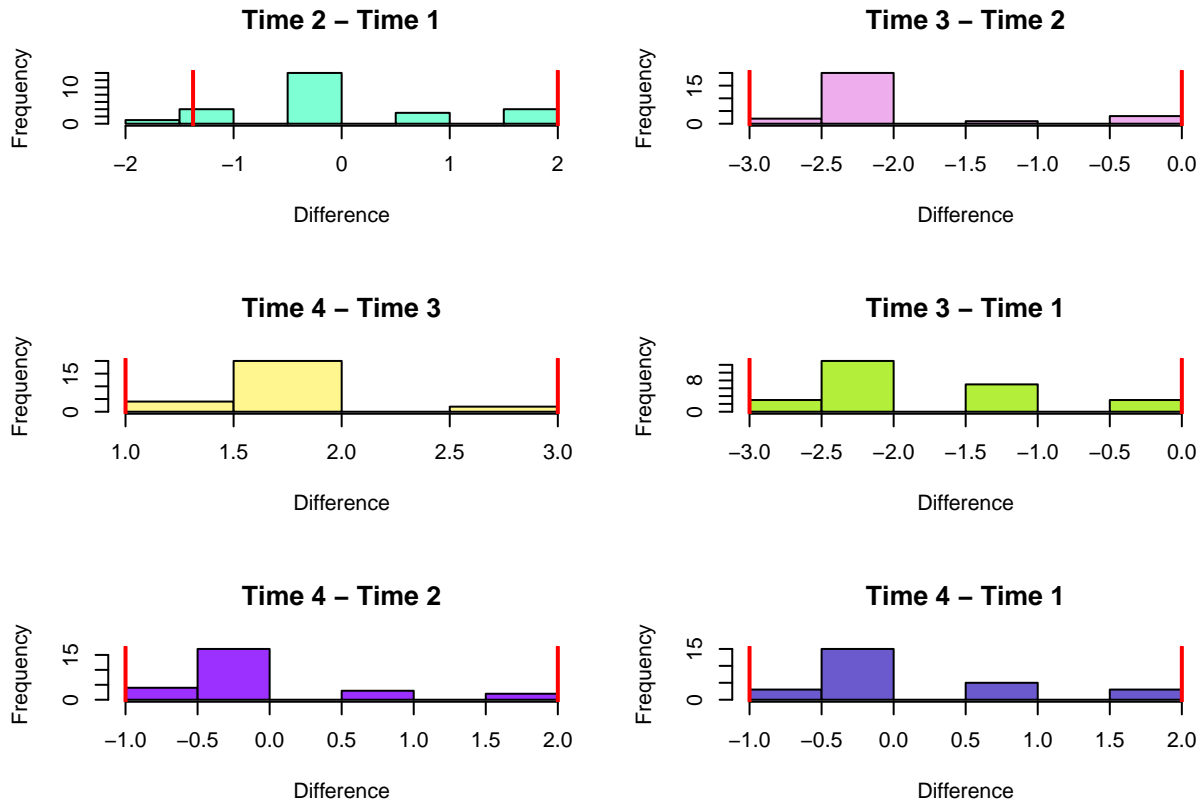 Time 2 − Time 1
Frequency
0 10
−2 −1 0 1 2
Difference
Time 3 − Time 2
Frequency
0 15
−3.0 −2.5 −2.0 −1.5 −1.0 −0.5 0.0
Difference
Time 4 − Time 3
Frequency
0 15
1.0 1.5 2.0 2.5 3.0
Difference
Time 3 − Time 1
Frequency
0 8
−3.0 −2.5 −2.0 −1.5 −1.0 −0.5 0.0
Difference
Time 4 − Time 2
Frequency
0 15
−1.0 −0.5 0.0 0.5 1.0 1.5 2.0
Difference
Time 4 − Time 1
Frequency
0 15
−1.0 −0.5 0.0 0.5 1.0 1.5 2.0
Difference